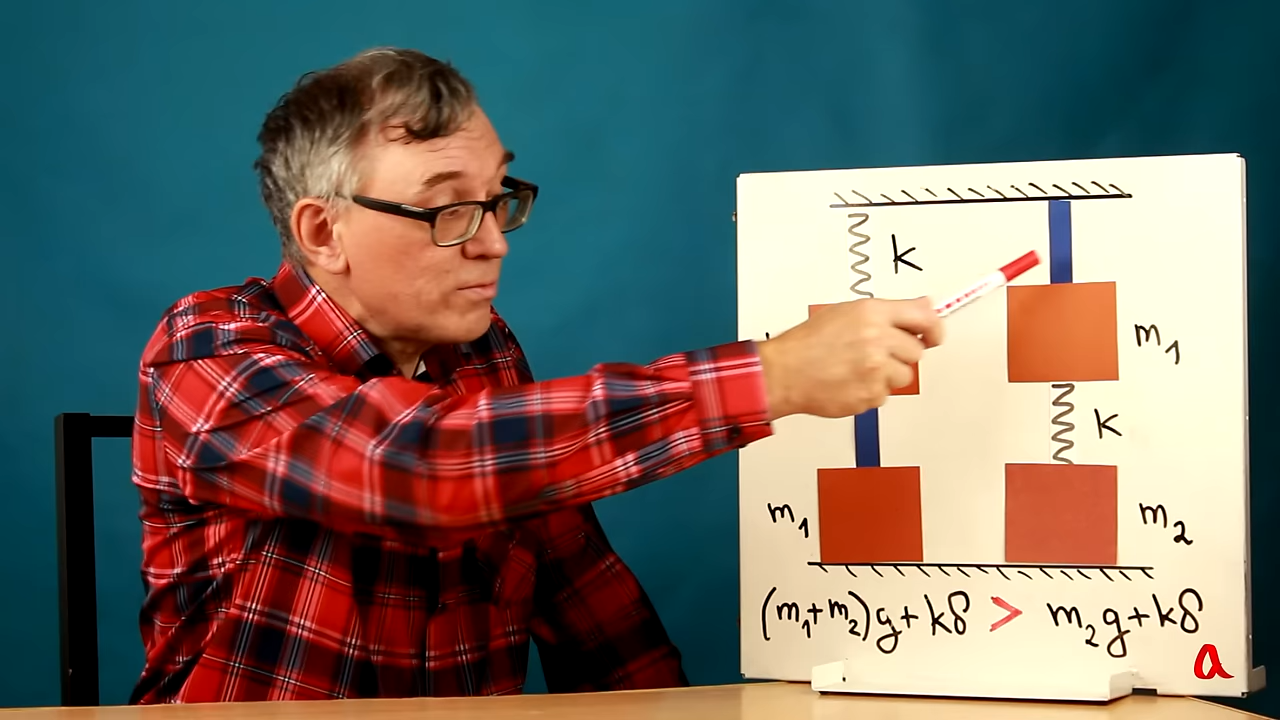 k
m₁
k
m₁
m₂
(m₁+m₂)g+kδ > m₂g+kδ
a